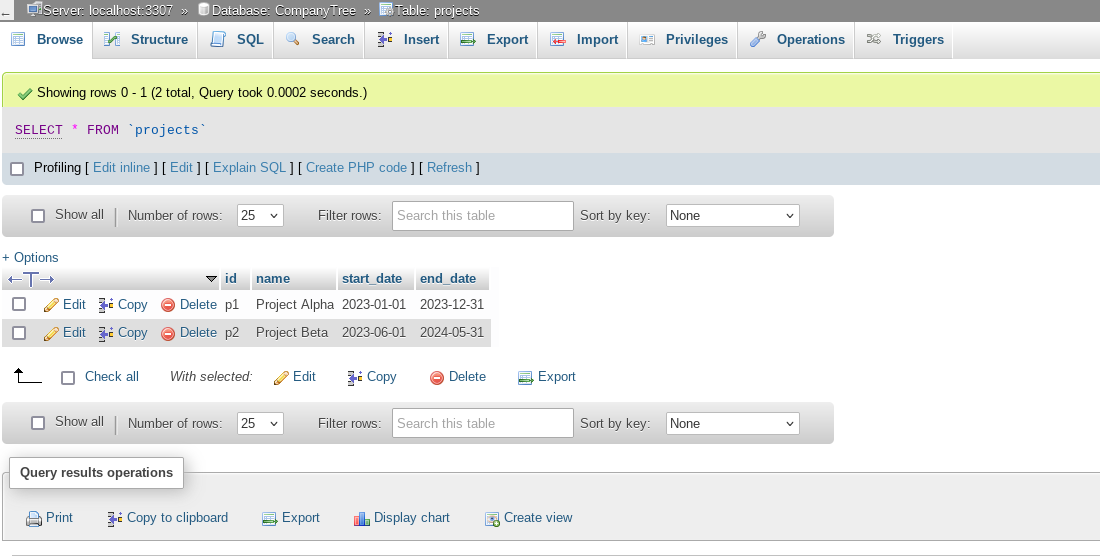 ← Server: localhost:3307 » Database: CompanyTree » Table: projects
Browse Structure SQL Search Insert Export Import Privileges Operations Triggers
Showing rows 0 - 1 (2 total, Query took 0.0002 seconds.)
SELECT * FROM `projects`
Profiling [ Edit inline ] [ Edit ] [ Explain SQL ] [ Create PHP code ] [ Refresh ]
Show all | Number of rows: 25 Filter rows: Search this table Sort by key: None
+ Options
←T→ id name start_date end_date
Edit Copy Delete p1 Project Alpha 2023-01-01 2023-12-31
Edit Copy Delete p2 Project Beta 2023-06-01 2024-05-31
Check all With selected: Edit Copy Delete Export
Show all | Number of rows: 25 Filter rows: Search this table Sort by key: None
Query results operations
Print Copy to clipboard Export Display chart Create view